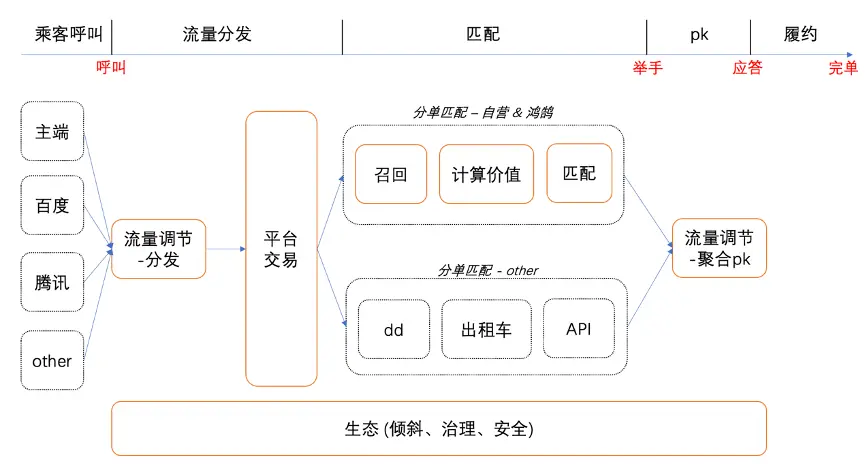 乘客呼叫
流量分发
匹配
pk
履约
呼叫
举手
应答
完单
主端
百度
腾讯
other
流量调节
-分发
平台
交易
分单匹配 – 自营 & 鸿鹄
召回
计算价值
匹配
分单匹配 - other
dd
出租车
API
流量调节
-聚合pk
生态 (倾斜、治理、安全)